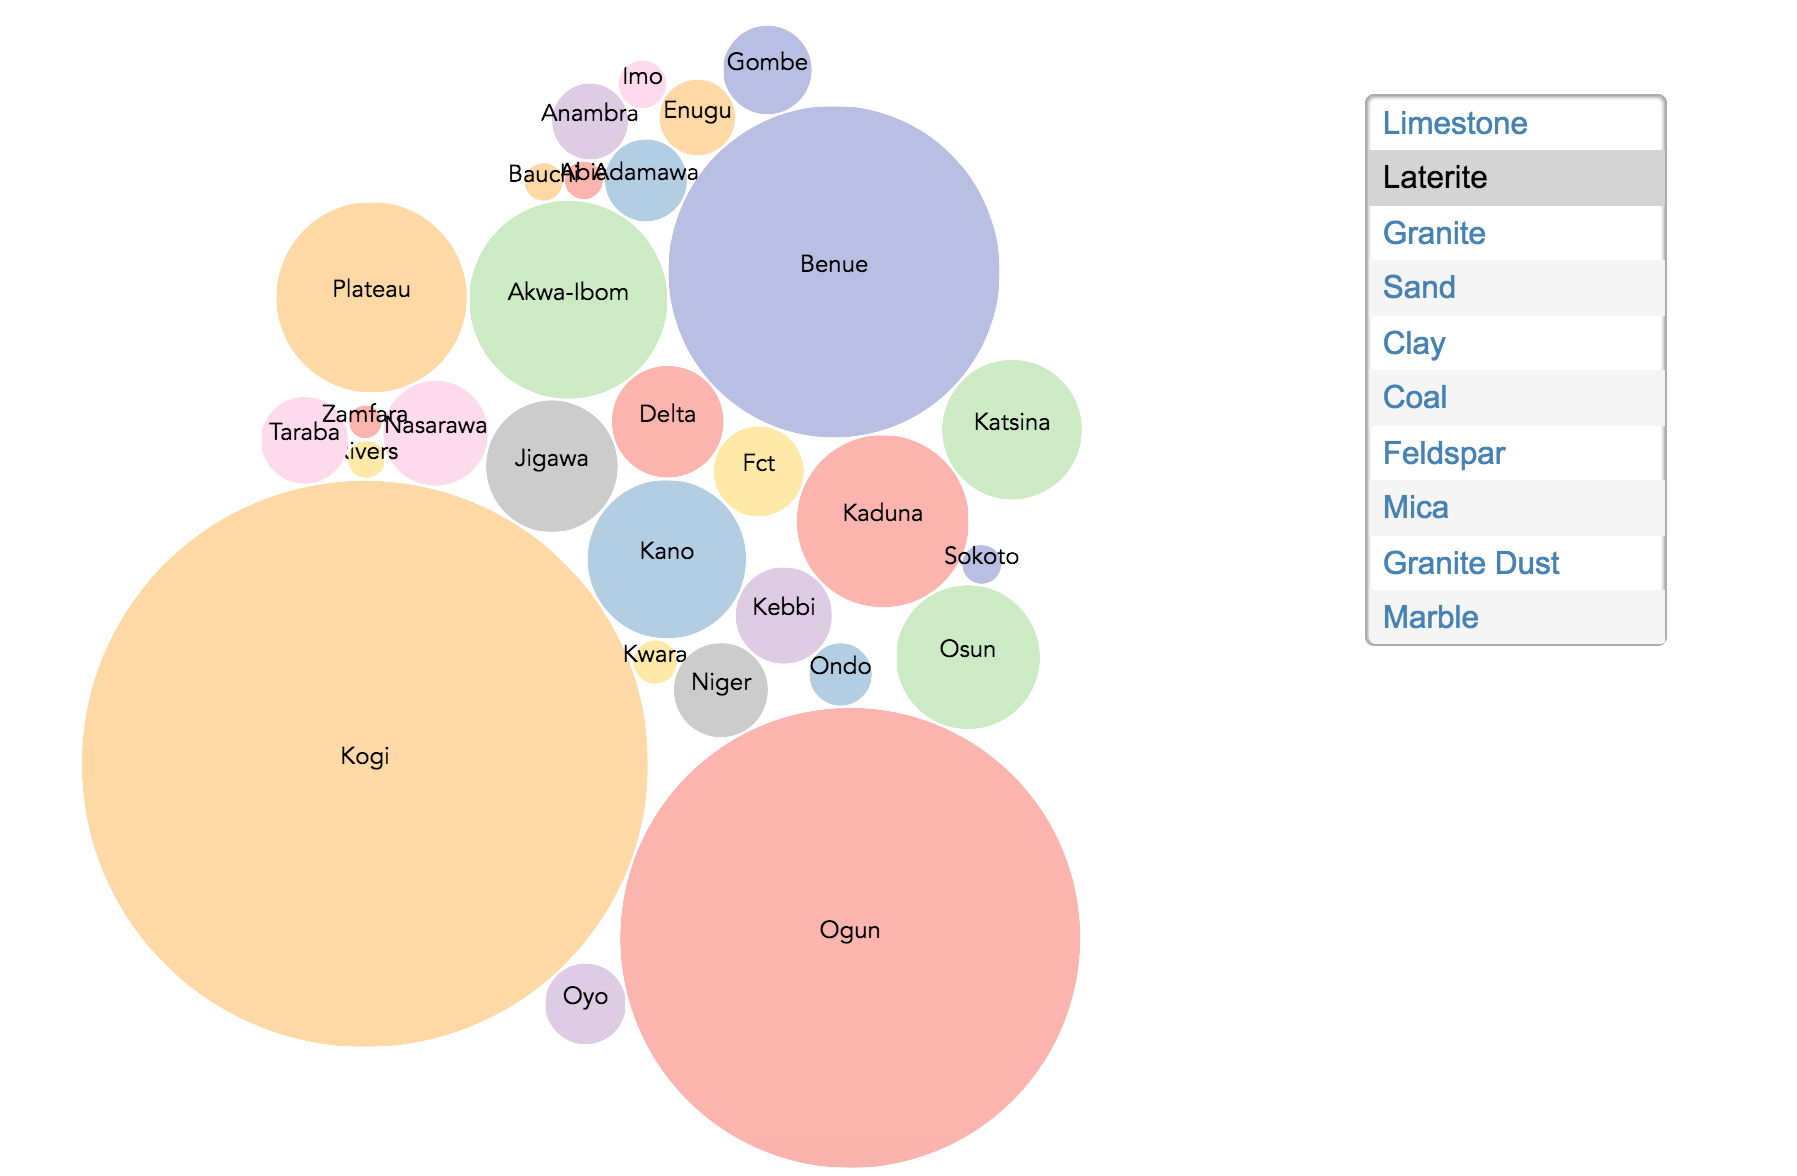 Gombe
Imo
Enugu
Anambra
Bauchi
Abia
Adamawa
Benue
Plateau
Akwa-Ibom
Zamfara
Taraba
Nasarawa
Rivers
Delta
Katsina
Jigawa
Fct
Kaduna
Kano
Sokoto
Kebbi
Kwara
Niger
Ondo
Osun
Kogi
Ogun
Oyo
Limestone
Laterite
Granite
Sand
Clay
Coal
Feldspar
Mica
Granite Dust
Marble